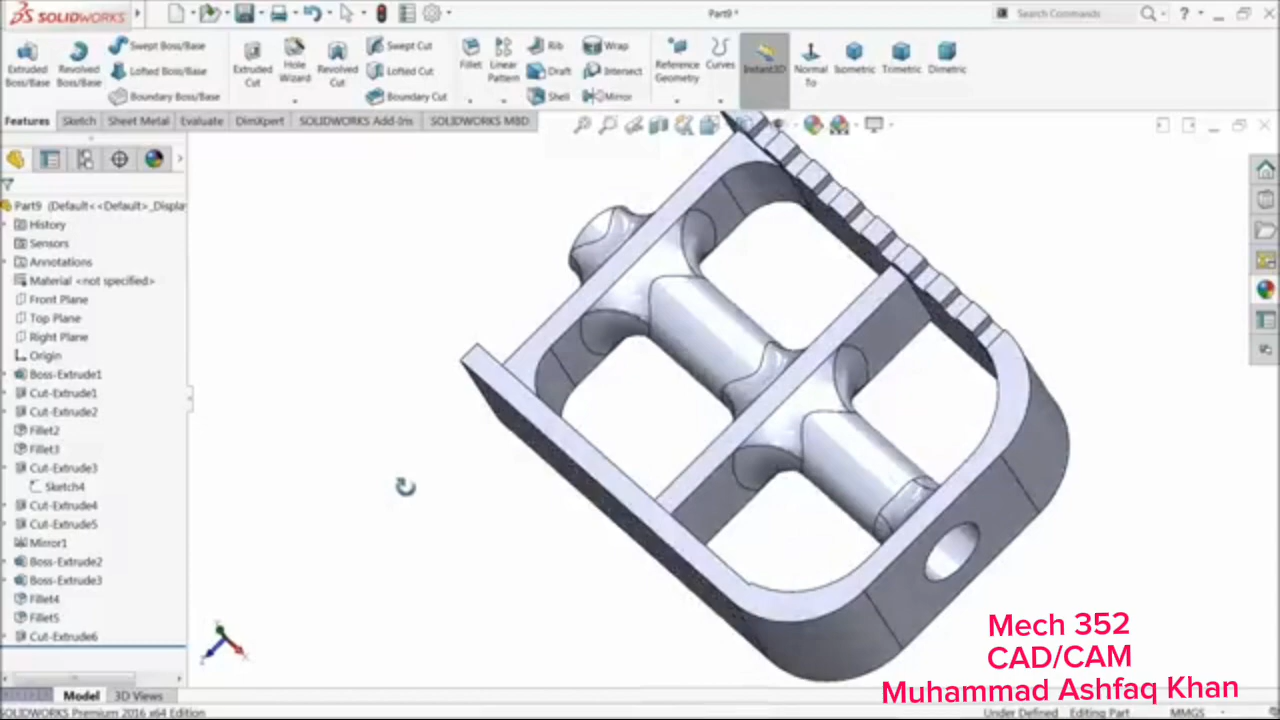 SOLIDWORKS
Part9 *
Search Commands
Extruded Boss/Base
Revolved Boss/Base
Swept Boss/Base
Lofted Boss/Base
Boundary Boss/Base
Extruded Cut
Hole Wizard
Revolved Cut
Swept Cut
Lofted Cut
Boundary Cut
Fillet
Linear Pattern
Rib
Draft
Shell
Wrap
Intersect
Mirror
Reference Geometry
Curves
Instant3D
Normal To
Isometric
Trimetric
Dimetric
Features Sketch Sheet Metal Evaluate DimXpert SOLIDWORKS Add-Ins SOLIDWORKS MBD
Part9 (Default<<Default>_Displa
History
Sensors
Annotations
Material <not specified>
Front Plane
Top Plane
Right Plane
Origin
Boss-Extrude1
Cut-Extrude1
Cut-Extrude2
Fillet2
Fillet3
Cut-Extrude3
Sketch4
Cut-Extrude4
Cut-Extrude5
Mirror1
Boss-Extrude2
Boss-Extrude3
Fillet4
Fillet5
Cut-Extrude6
Mech 352
CAD/CAM
Muhammad Ashfaq Khan
Model 3D Views
SOLIDWORKS Premium 2016 x64 Edition
Under Defined Editing Part MMGS